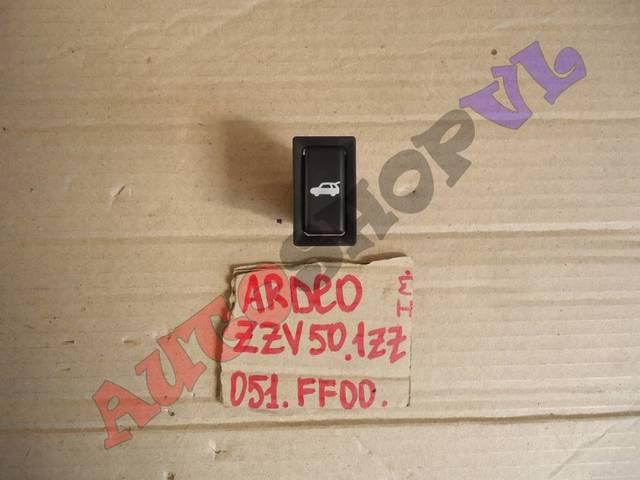 AUTOSHOPVL
ARDEO
ZZV50.1ZZ
051.FF00.
I.M